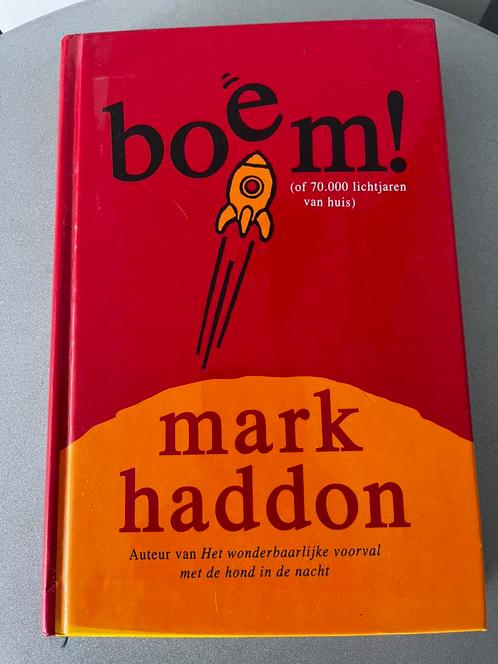 boem!
(of 70.000 lichtjaren
van huis)
mark
haddon
Auteur van Het wonderbaarlijke voorval
met de hond in de nacht